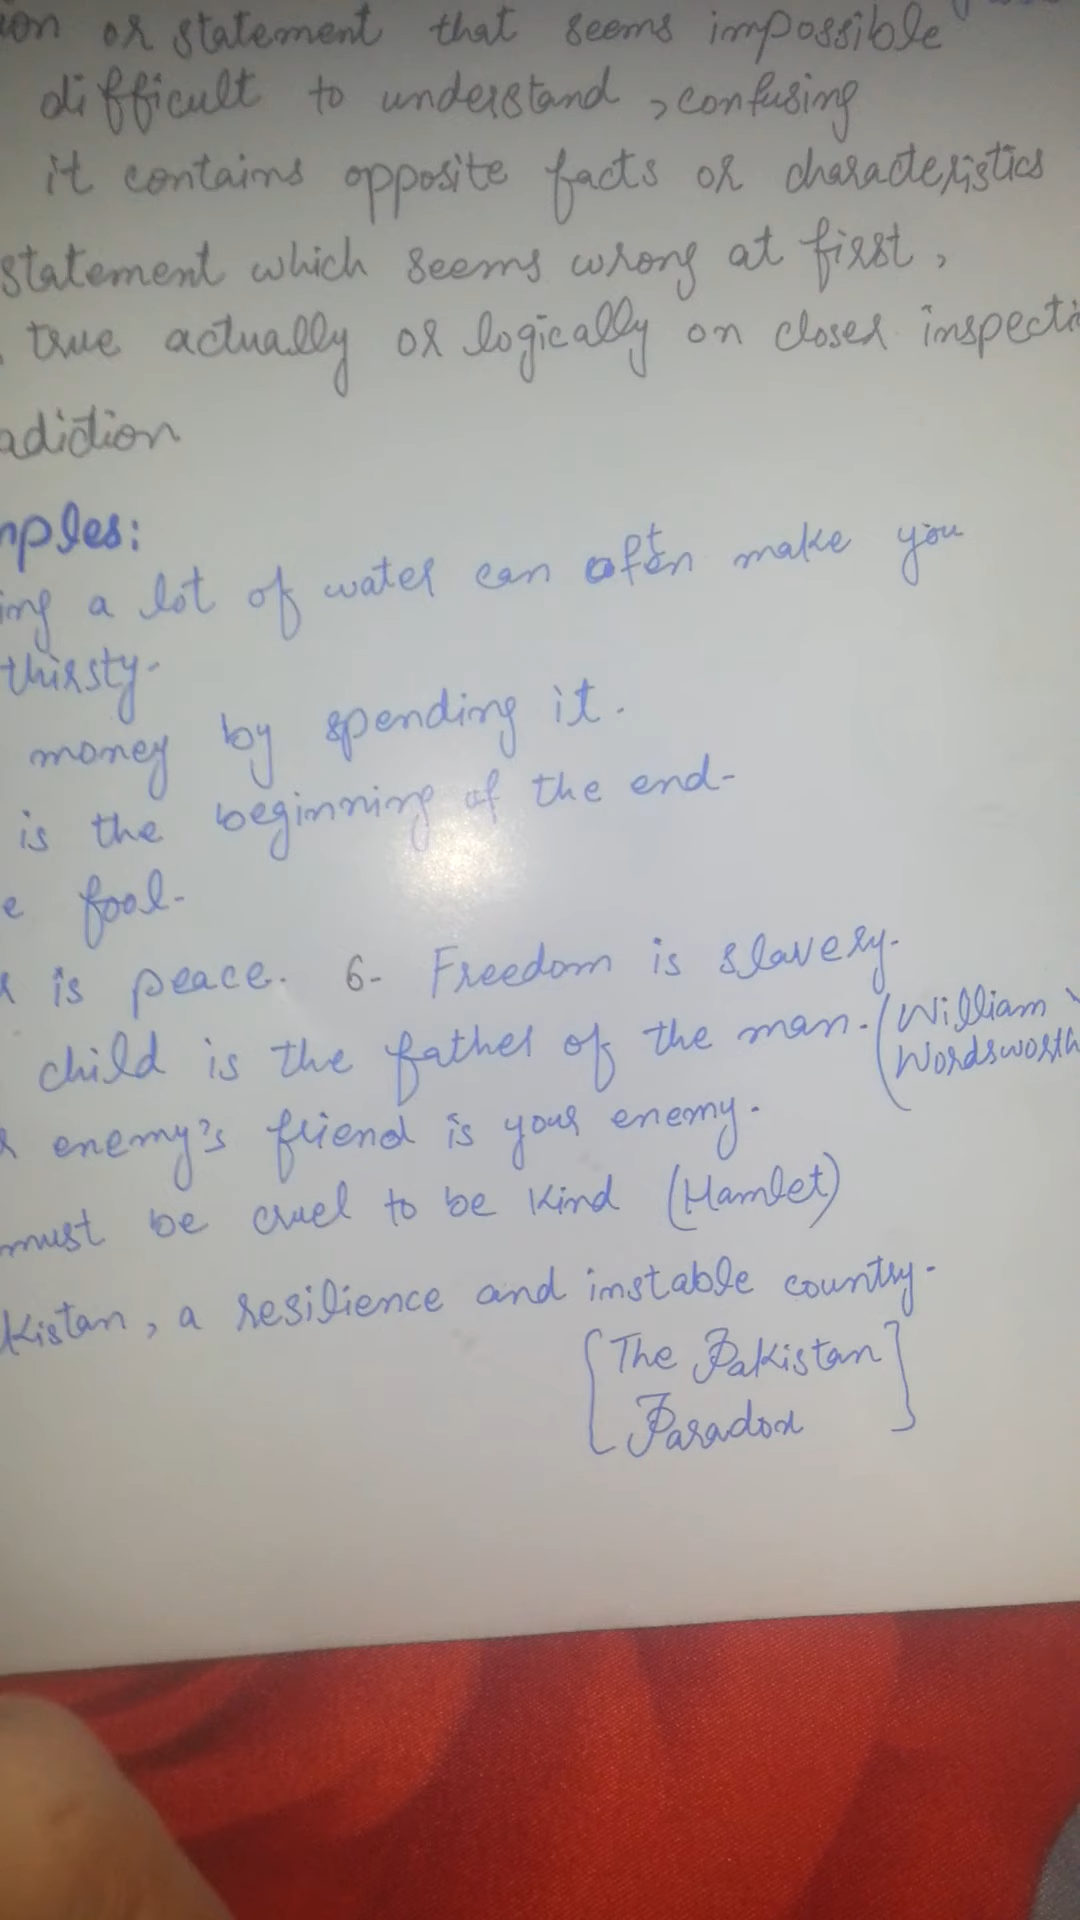 ion or statement that seems impossible
difficult to understand, confusing
it contains opposite facts or characteristics
statement which seems wrong at first,
true actually or logically on closer inspecti
adiction
mples:
ing a lot of water can often make you
thirsty.
money by spending it.
is the beginning of the end-
e fool-
r is peace. 6- Freedom is slavery.
child is the father of the man. (William
Wordsworth
r enemy's friend is your enemy.
must be cruel to be kind (Hamlet)
kistan, a resilience and instable country.
[The Pakistan
Paradox]